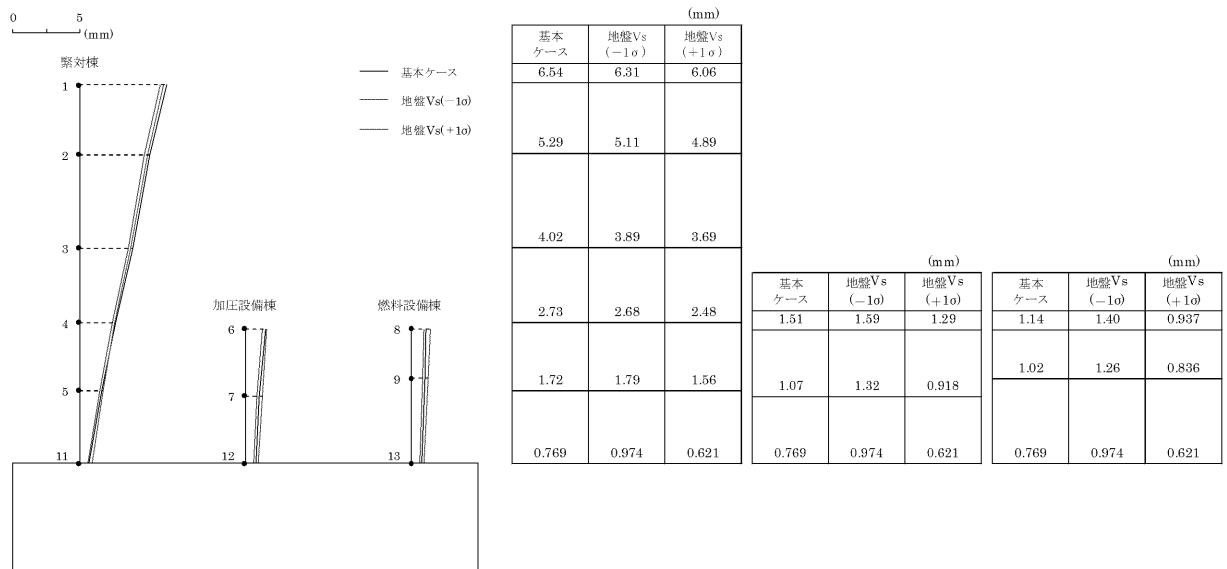 0 5
(mm)
緊対棟
1
2
3
4
5
11
基本ケース
地盤Vs(-1σ)
地盤Vs(+1σ)
加圧設備棟
6
7
12
燃料設備棟
8
9
13
(mm)
基本 地盤Vs 地盤Vs
ケース (-1σ) (+1σ)
6.54 6.31 6.06
5.29 5.11 4.89
4.02 3.89 3.69
2.73 2.68 2.48
1.72 1.79 1.56
0.769 0.974 0.621
(mm)
基本 地盤Vs 地盤Vs
ケース (-1σ) (+1σ)
1.51 1.59 1.29
1.07 1.32 0.918
0.769 0.974 0.621
(mm)
基本 地盤Vs 地盤Vs
ケース (-1σ) (+1σ)
1.14 1.40 0.937
1.02 1.26 0.836
0.769 0.974 0.621